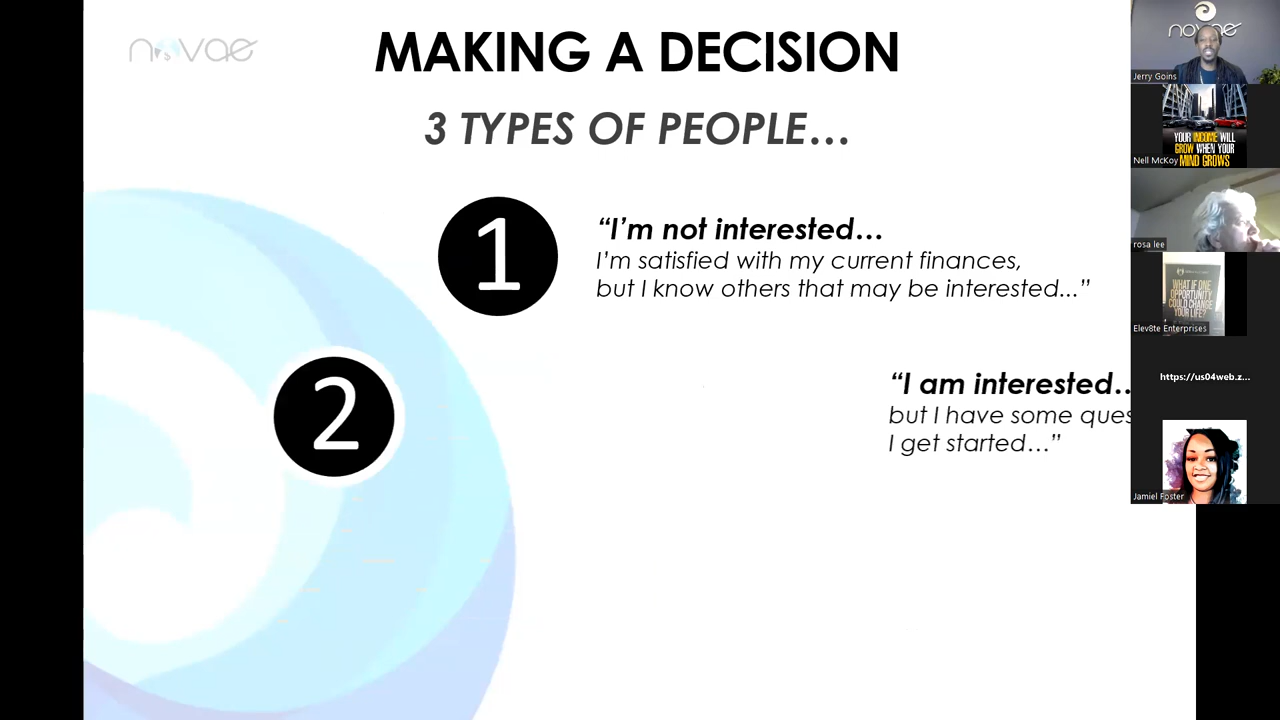 novae
MAKING A DECISION
3 TYPES OF PEOPLE…
1
“I’m not interested…
I’m satisfied with my current finances,
but I know others that may be interested...”
2
“I am interested..
but I have some ques
I get started…”
novae
Jerry Goins
YOUR INCOME WILL
GROW WHEN YOUR
MIND GROWS
Nell McKoy
rosa lee
WHAT IF ONE
OPPORTUNITY
COULD CHANGE
YOUR LIFE?
Elev8te Enterprises
https://us04web.z...
Jamiel Foster